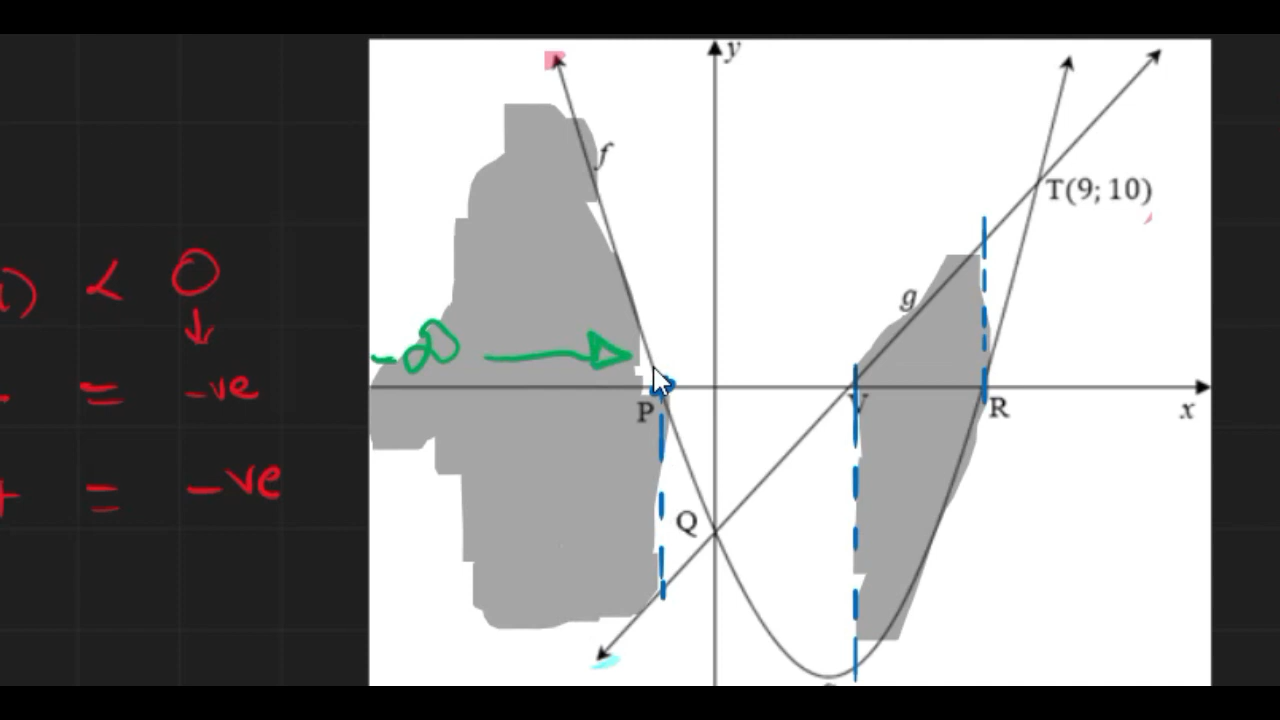 y
f
T(9; 10)
) < 0
↓
g
-∞ →
= -ve
P
V
R
x
+ = -ve
Q